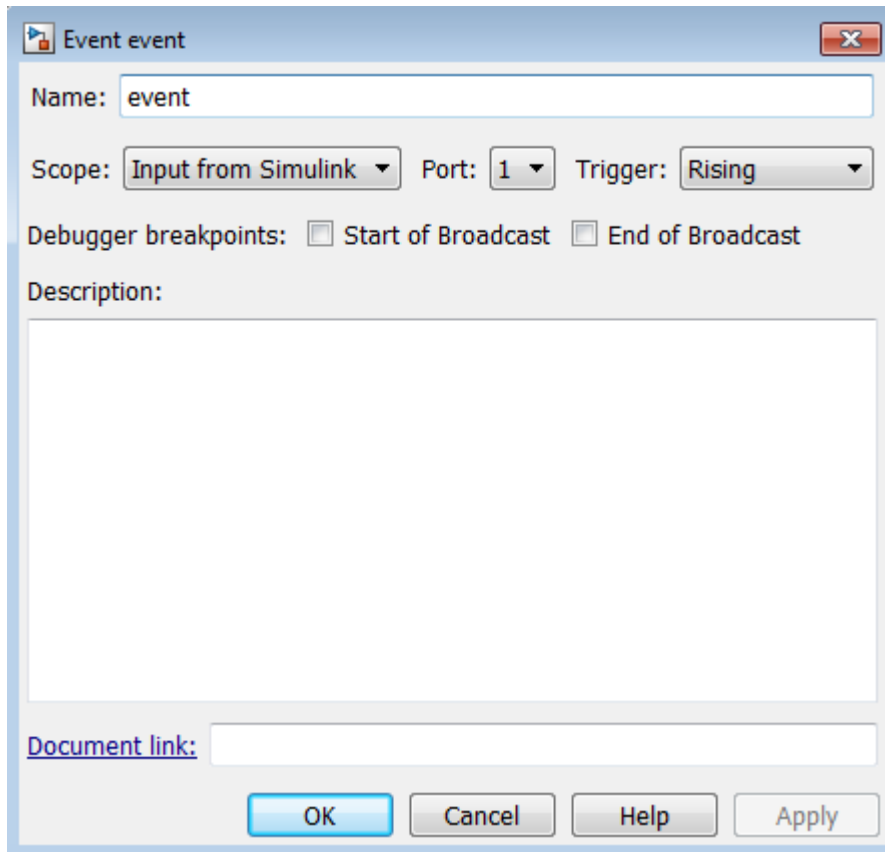 Event event
Name: event
Scope: Input from Simulink Port: 1 Trigger: Rising
Debugger breakpoints: Start of Broadcast End of Broadcast
Description:
Document link:
OK Cancel Help Apply